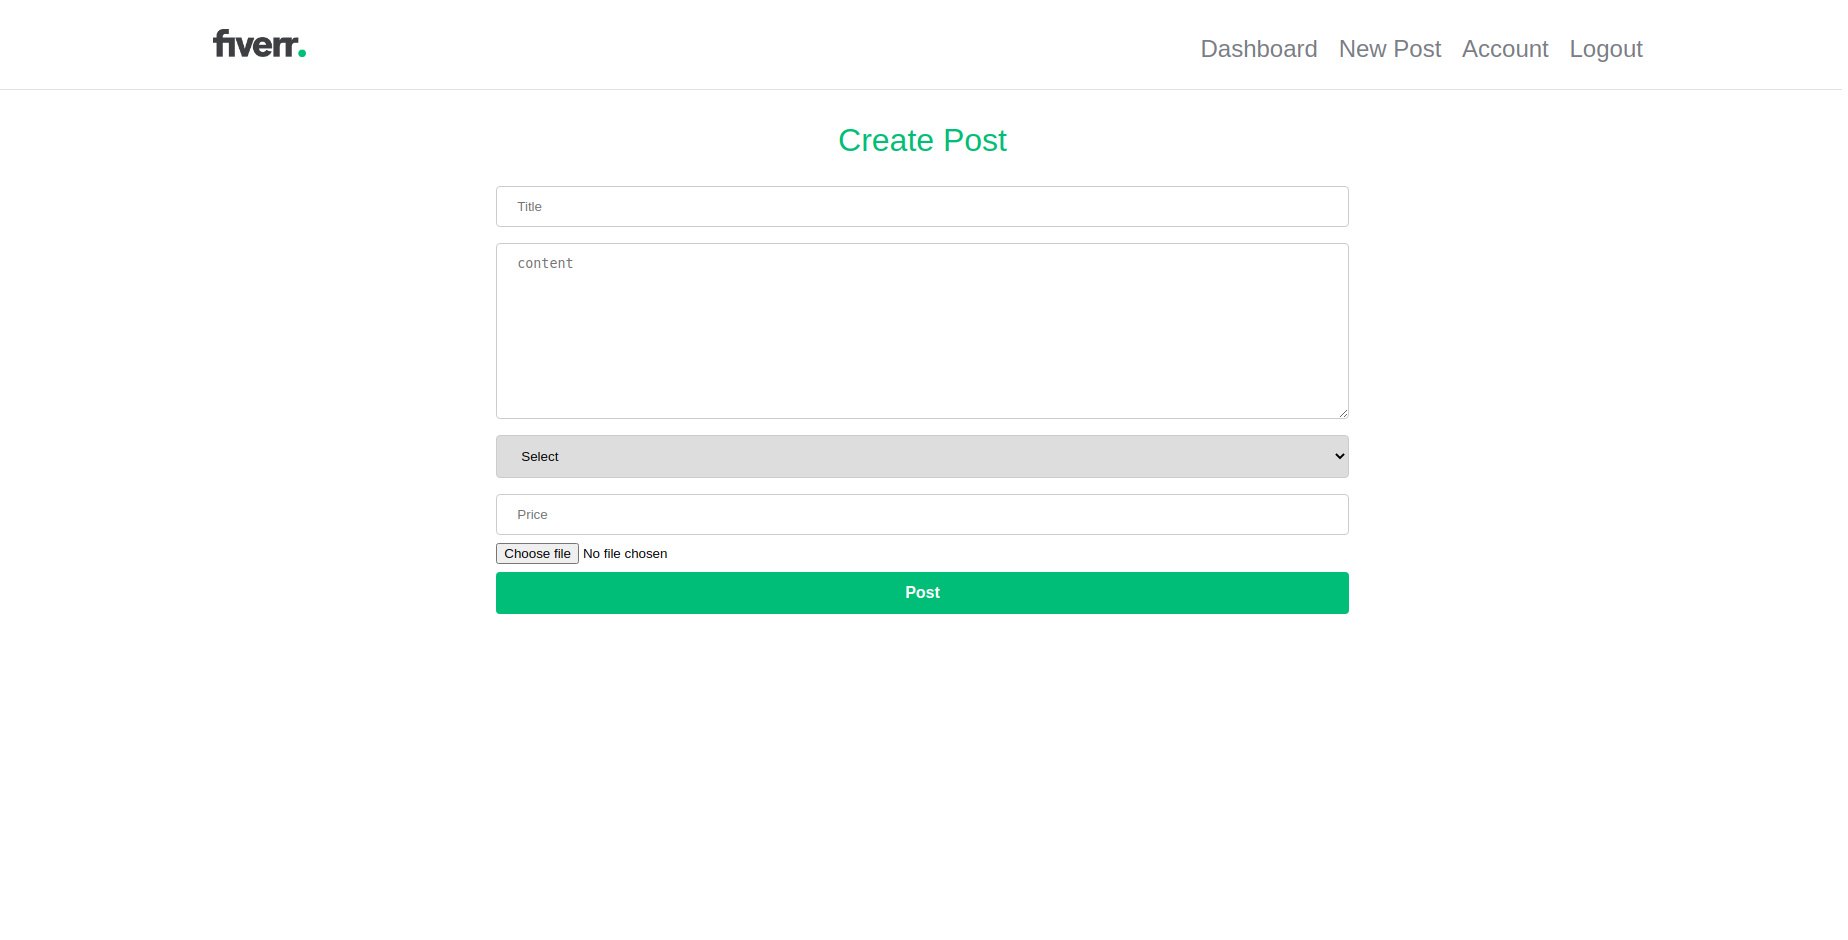 fiverr.
Dashboard New Post Account Logout
Create Post
Title
content
Select
Price
Choose file No file chosen
Post